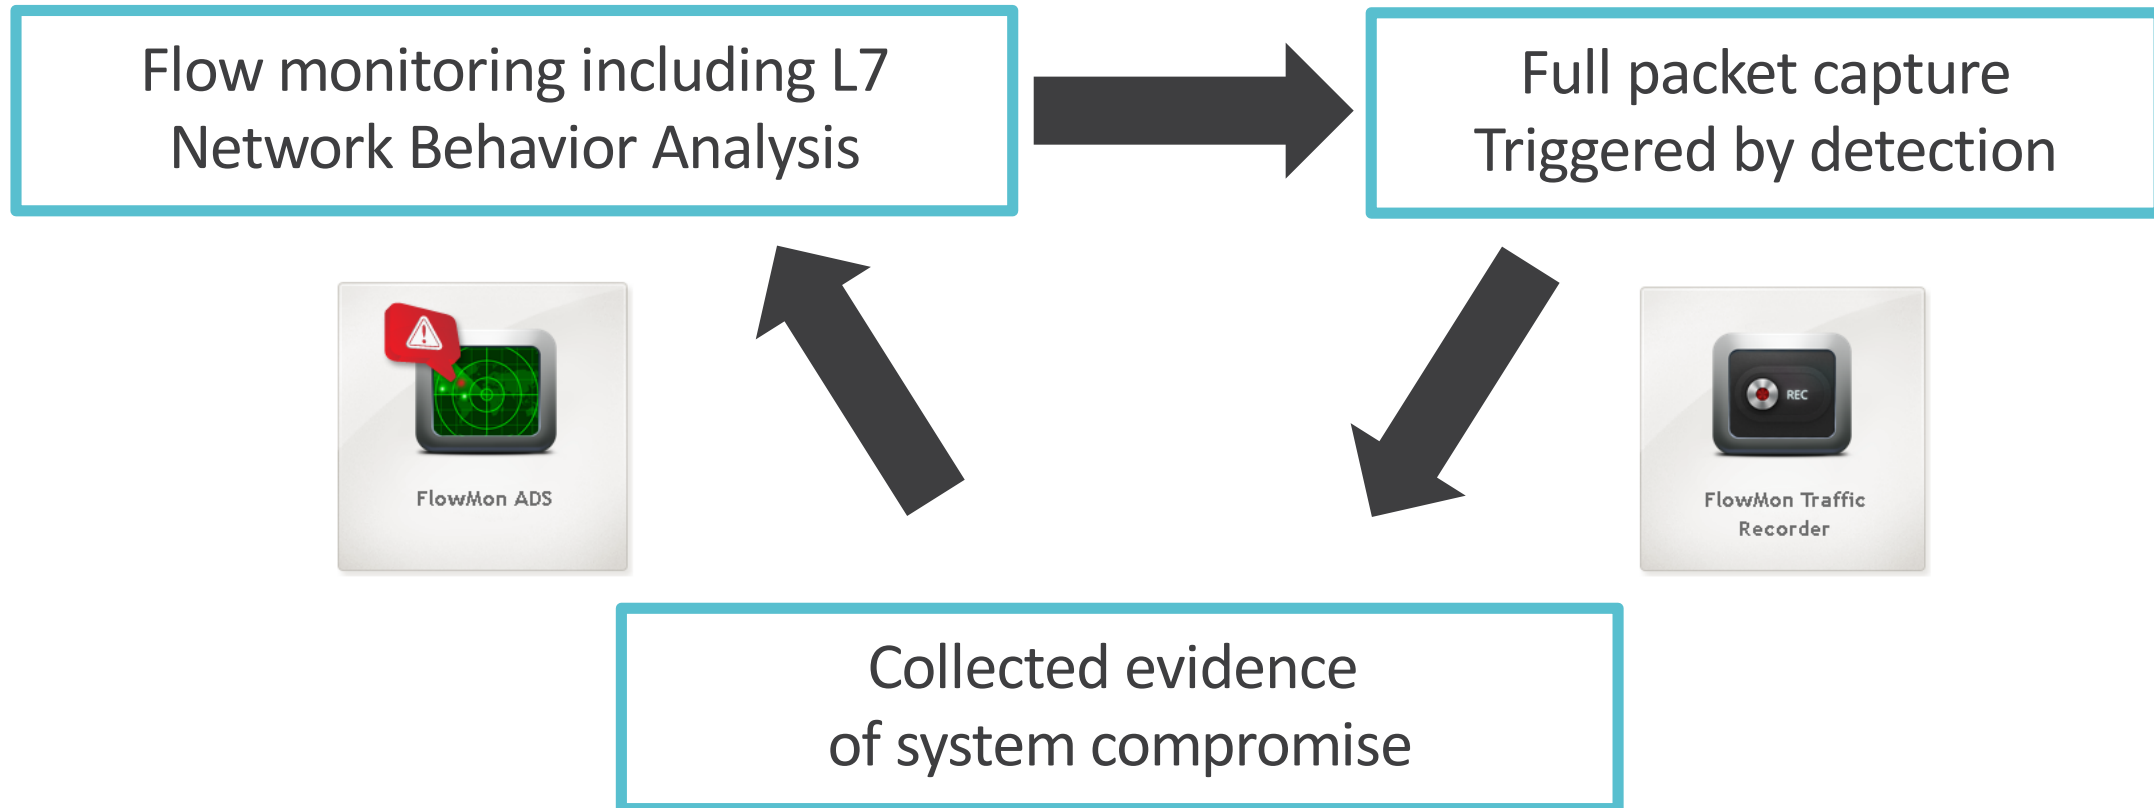 Flow monitoring including L7
Network Behavior Analysis
Full packet capture
Triggered by detection
FlowMon ADS
REC
FlowMon Traffic
Recorder
Collected evidence
of system compromise